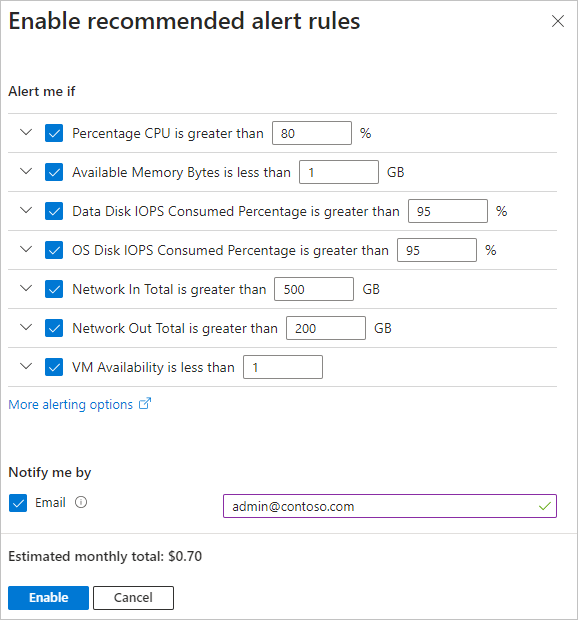 Enable recommended alert rules
Alert me if
Percentage CPU is greater than 80 %
Available Memory Bytes is less than 1 GB
Data Disk IOPS Consumed Percentage is greater than 95 %
OS Disk IOPS Consumed Percentage is greater than 95 %
Network In Total is greater than 500 GB
Network Out Total is greater than 200 GB
VM Availability is less than 1
More alerting options
Notify me by
Email admin@contoso.com
Estimated monthly total: $0.70
Enable Cancel